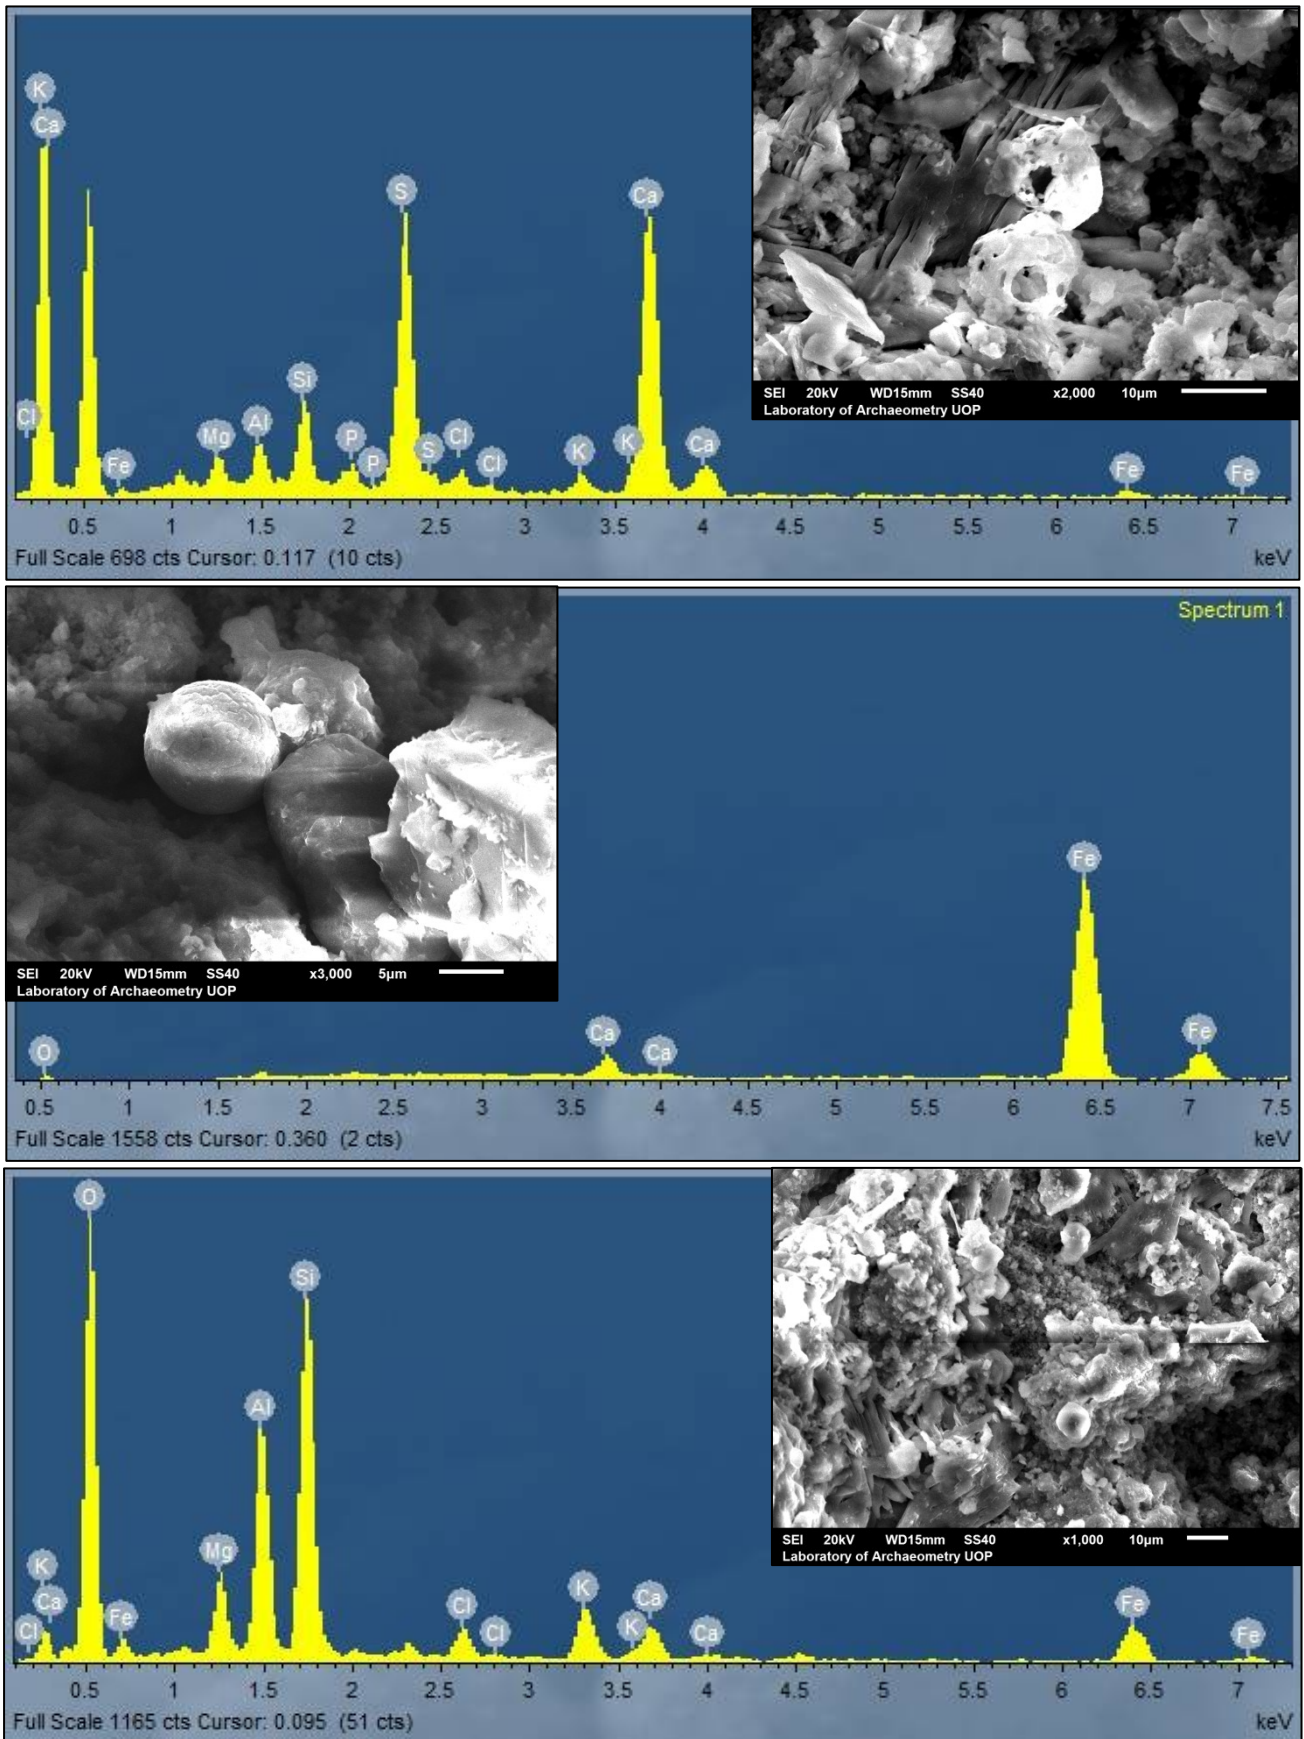 K
Ca
S
Ca
Si
Cl
Mg
Al
P
Cl
S
K
K
Ca
Fe
P
Cl
Fe
Fe
0.5 1 1.5 2 2.5 3 3.5 4 4.5 5 5.5 6 6.5 7
Full Scale 698 cts Cursor: 0.117 (10 cts) keV
SEI 20kV WD15mm SS40 x2,000 10µm
Laboratory of Archaeometry UOP
Spectrum 1
SEI 20kV WD15mm SS40 x3,000 5µm
Laboratory of Archaeometry UOP
Fe
O
Ca
Ca
Fe
0.5 1 1.5 2 2.5 3 3.5 4 4.5 5 5.5 6 6.5 7 7.5
Full Scale 1558 cts Cursor: 0.360 (2 cts) keV
O
Si
Al
SEI 20kV WD15mm SS40 x1,000 10µm
Laboratory of Archaeometry UOP
Mg
K
Ca
Cl
Fe
Cl
Cl
K
K
Ca
Ca
Fe
Fe
0.5 1 1.5 2 2.5 3 3.5 4 4.5 5 5.5 6 6.5 7
Full Scale 1165 cts Cursor: 0.095 (51 cts) keV